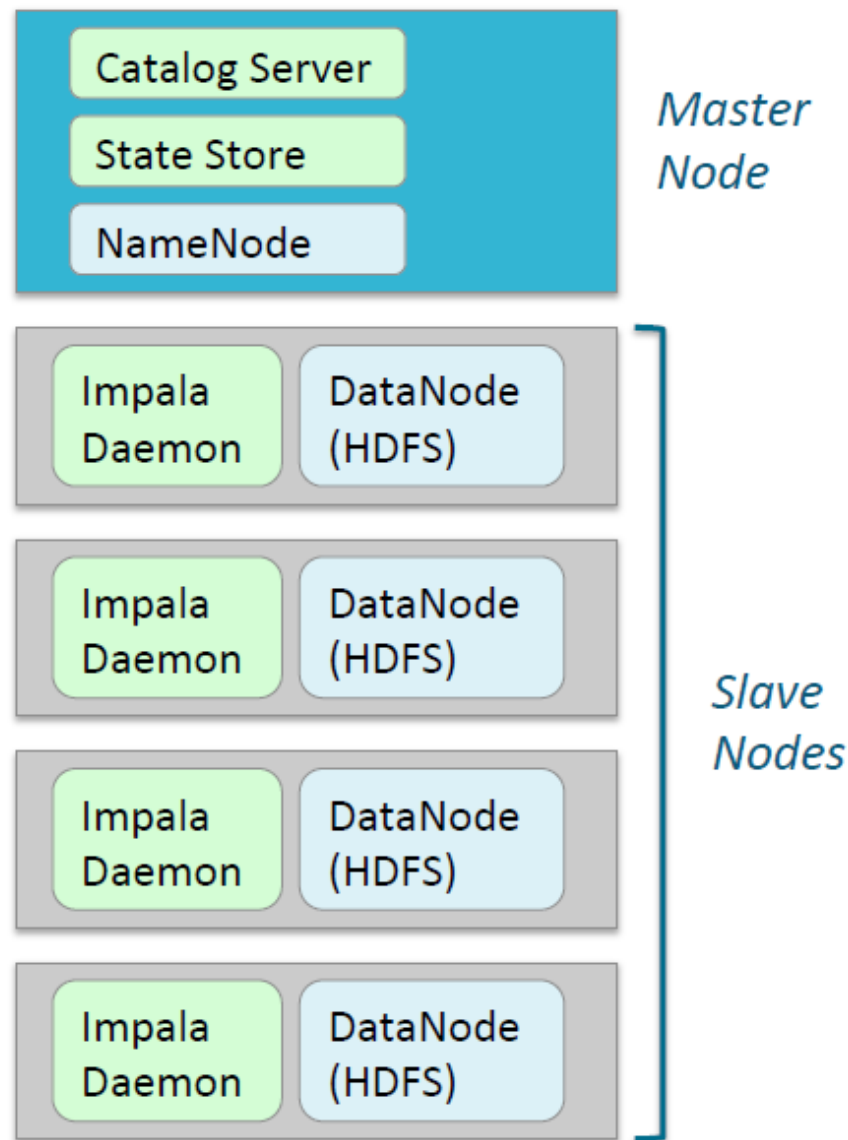 Catalog Server
State Store
NameNode
Master
Node
Impala
Daemon
DataNode
(HDFS)
Impala
Daemon
DataNode
(HDFS)
Impala
Daemon
DataNode
(HDFS)
Impala
Daemon
DataNode
(HDFS)
Slave
Nodes